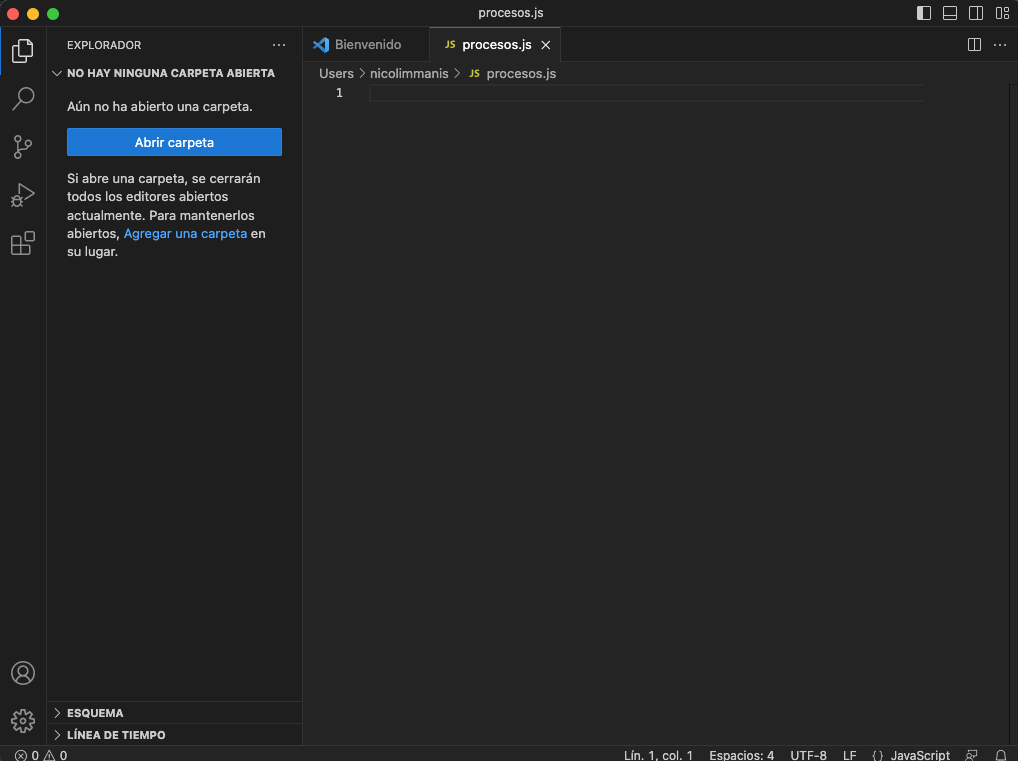 procesos.js
EXPLORADOR
NO HAY NINGUNA CARPETA ABIERTA
Aún no ha abierto una carpeta.
Abrir carpeta
Si abre una carpeta, se cerrarán
todos los editores abiertos
actualmente. Para mantenerlos
abiertos, Agregar una carpeta en
su lugar.
ESQUEMA
LÍNEA DE TIEMPO
Bienvenido
JS procesos.js
Users > nicolimmanis > JS procesos.js
1
0 0
Lín. 1, col. 1 Espacios: 4 UTF-8 LF {} JavaScript